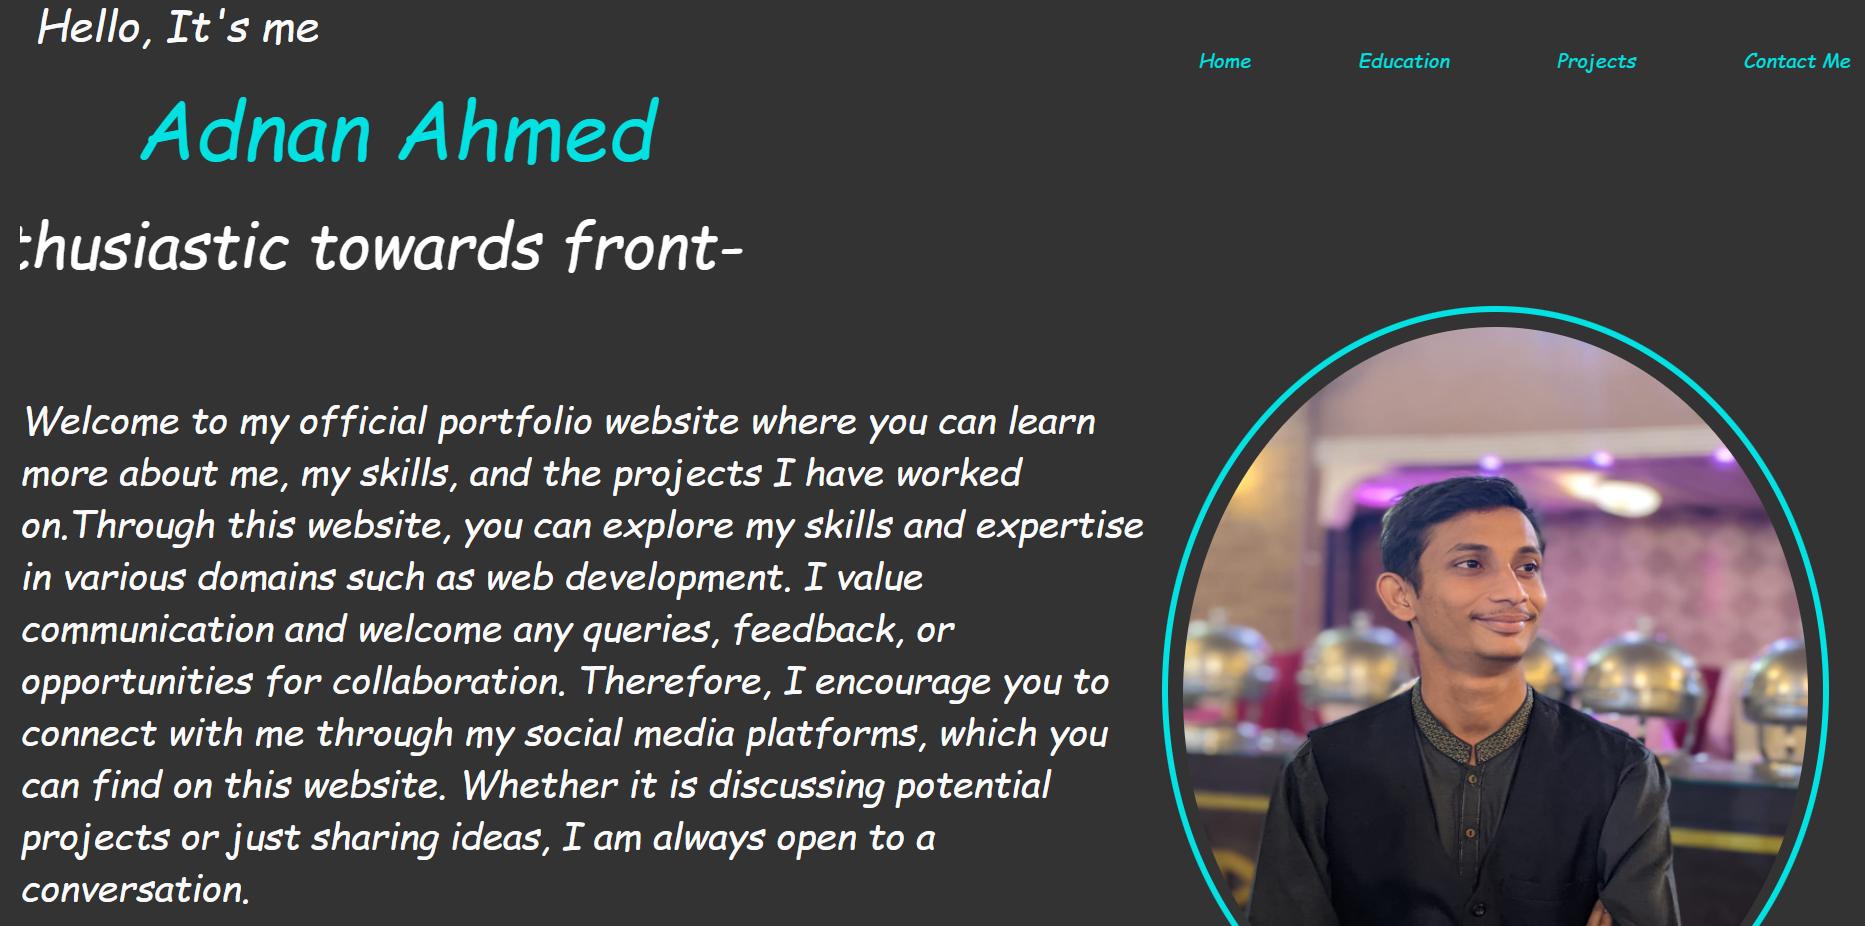 Hello, It's me
Home Education Projects Contact Me
Adnan Ahmed
thusiastic towards front-
Welcome to my official portfolio website where you can learn
more about me, my skills, and the projects I have worked
on.Through this website, you can explore my skills and expertise
in various domains such as web development. I value
communication and welcome any queries, feedback, or
opportunities for collaboration. Therefore, I encourage you to
connect with me through my social media platforms, which you
can find on this website. Whether it is discussing potential
projects or just sharing ideas, I am always open to a
conversation.